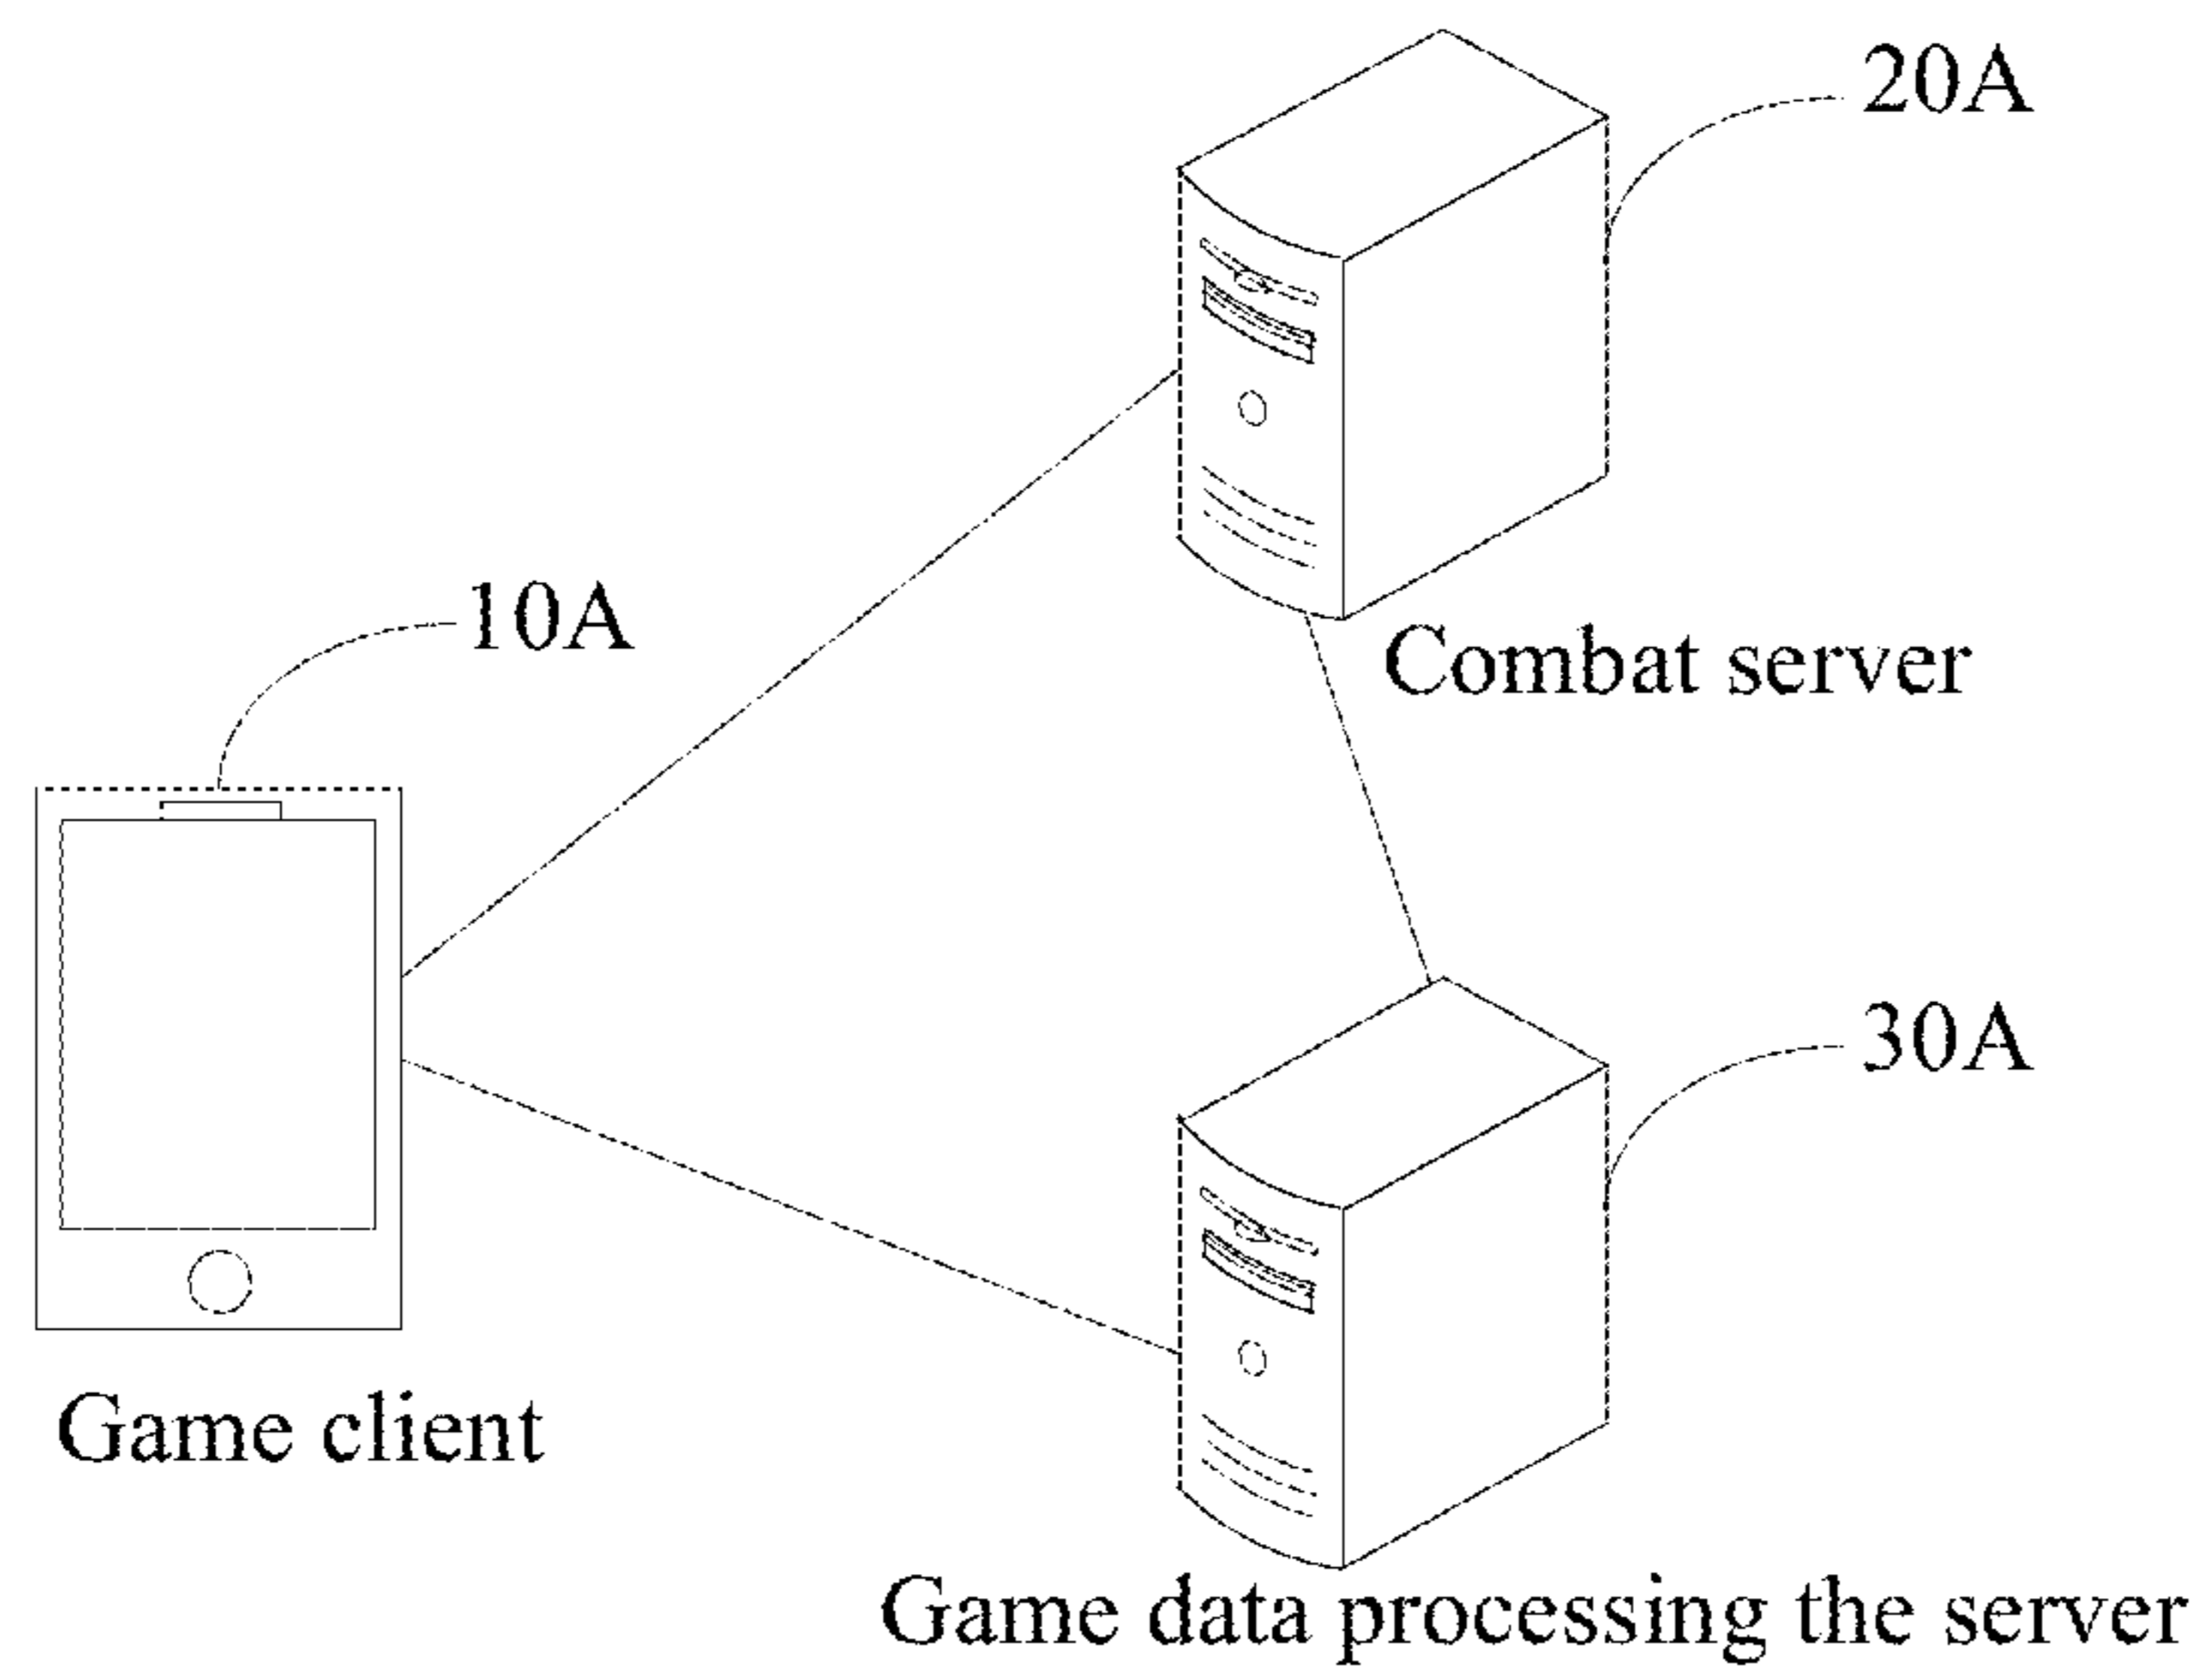 20A
10A
Combat server
30A
Game client
Game data processing the server